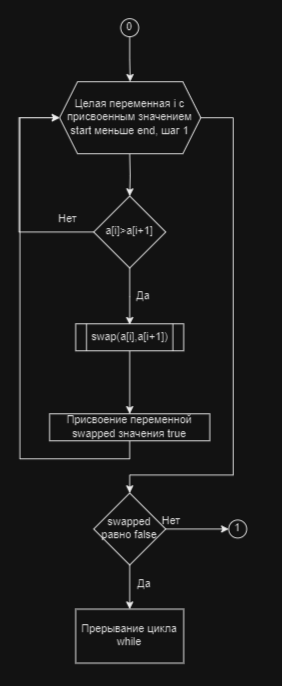 0
Целая переменная i с
присвоенным значением
start меньше end, шаг 1
Нет
a[i]>a[i+1]
Да
swap(a[i],a[i+1])
Присвоение переменной
swapped значения true
swapped
равно false
Нет
1
Да
Прерывание цикла
while